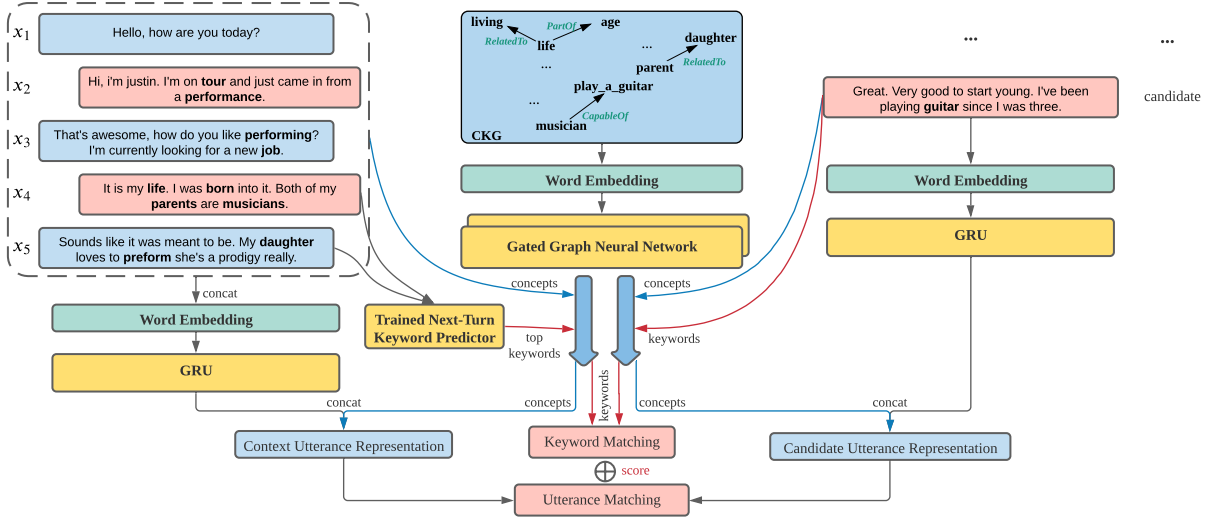 x1
Hello, how are you today?
x2
Hi, i'm justin. I'm on tour and just came in from
a performance.
x3
That's awesome, how do you like performing?
I'm currently looking for a new job.
x4
It is my life. I was born into it. Both of my
parents are musicians.
x5
Sounds like it was meant to be. My daughter
loves to preform she's a prodigy really.
concat
Word Embedding
GRU
Trained Next-Turn
Keyword Predictor
top
keywords
living
PartOf
age
RelatedTo
life
...
daughter
...
parent
RelatedTo
play_a_guitar
...
CapableOf
musician
CKG
Word Embedding
Gated Graph Neural Network
concepts
concepts
keywords
...
...
Great. Very good to start young. I've been
playing guitar since I was three.
candidate
Word Embedding
GRU
concat
concepts
keywords
concepts
concat
Context Utterance Representation
Keyword Matching
Candidate Utterance Representation
score
Utterance Matching